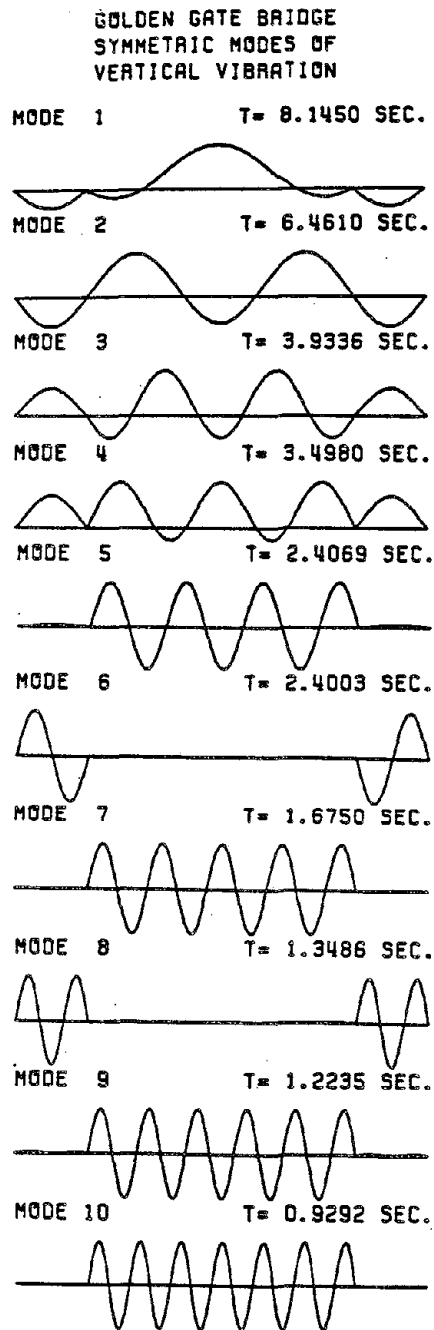 GOLDEN GATE BRIDGE
SYMMETRIC MODES OF
VERTICAL VIBRATION
MODE 1 T= 8.1450 SEC.
MODE 2 T= 6.4610 SEC.
MODE 3 T= 3.9336 SEC.
MODE 4 T= 3.4980 SEC.
MODE 5 T= 2.4069 SEC.
MODE 6 T= 2.4003 SEC.
MODE 7 T= 1.6750 SEC.
MODE 8 T= 1.3486 SEC.
MODE 9 T= 1.2235 SEC.
MODE 10 T= 0.9292 SEC.